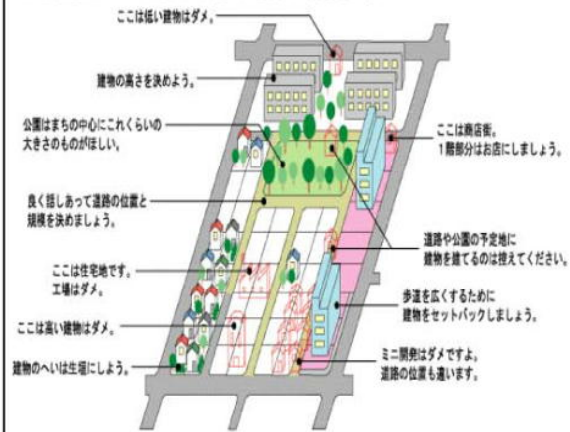 ここは低い建物はダメ。
建物の高さを決めよう。
公園はまちの中心にこれくらいの
大きさのものがほしい。
ここは商店街。
1階部分はお店にしましょう。
良く話しあって道路の位置と
規模を決めましょう。
道路や公園の予定地に
建物を建てるのは控えてください。
ここは住宅地です。
工場はダメ。
歩道を広くするために
建物をセットバックしましょう。
ここは高い建物はダメ。
ミニ開発はダメですよ。
道路の位置も違います。
建物のへいは生垣にしよう。